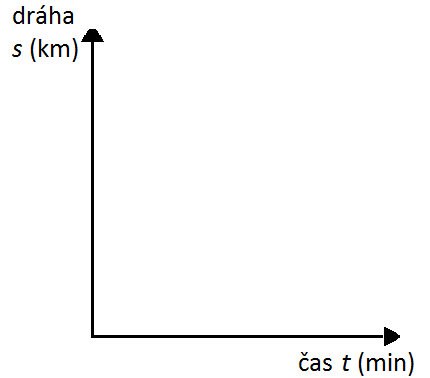 dráha
s (km)
čas t (min)